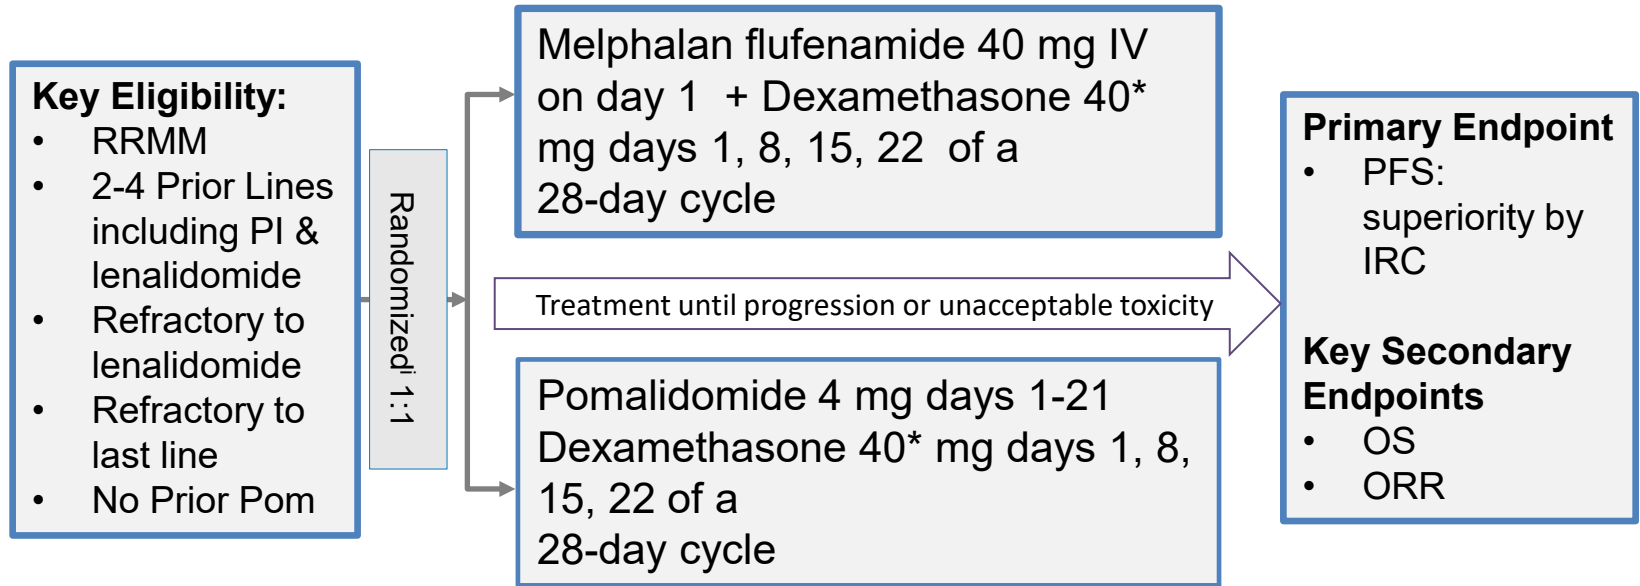 Key Eligibility:
• RRMM
• 2-4 Prior Lines
including PI &
lenalidomide
• Refractory to
lenalidomide
• Refractory to
last line
• No Prior Pom
Randomizedⁱ 1:1
Melphalan flufenamide 40 mg IV
on day 1 + Dexamethasone 40*
mg days 1, 8, 15, 22 of a
28-day cycle
Treatment until progression or unacceptable toxicity
Pomalidomide 4 mg days 1-21
Dexamethasone 40* mg days 1, 8,
15, 22 of a
28-day cycle
Primary Endpoint
• PFS:
superiority by
IRC
Key Secondary
Endpoints
• OS
• ORR